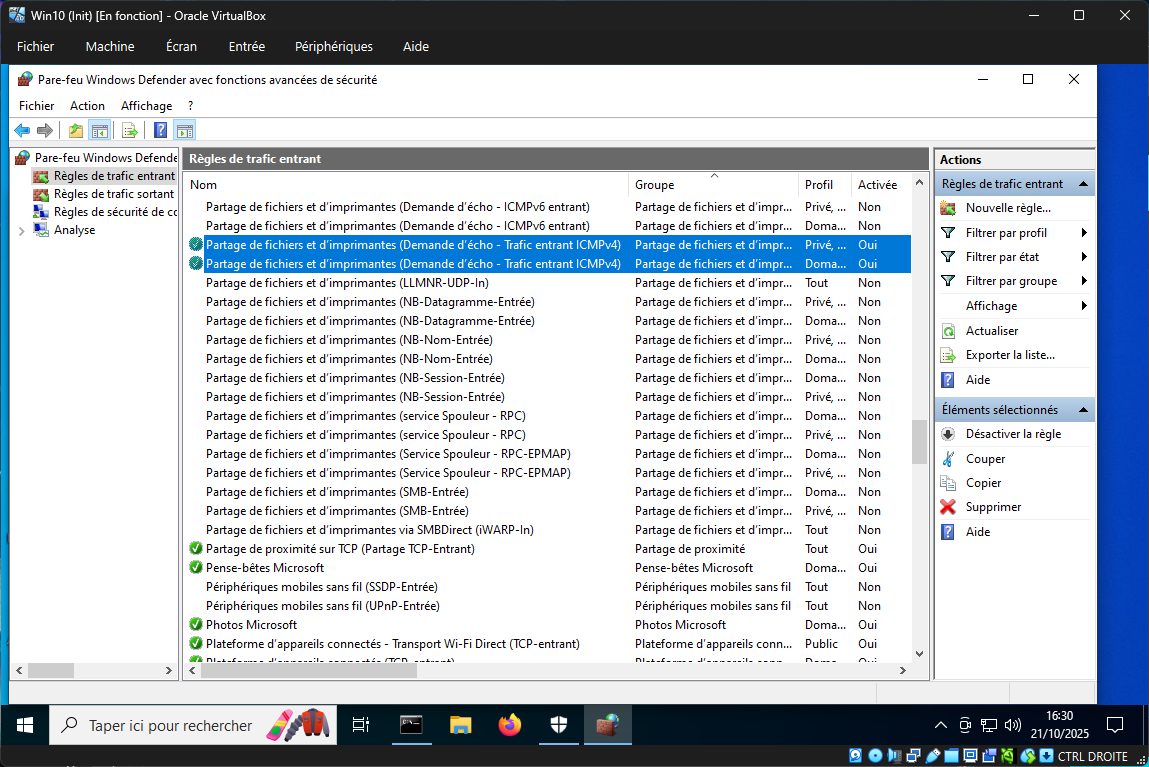 Win10 (Init) [En fonction] - Oracle VirtualBox
Fichier Machine Écran Entrée Périphériques Aide
Pare-feu Windows Defender avec fonctions avancées de sécurité
Fichier Action Affichage ?
Pare-feu Windows Defende
Règles de trafic entrant
Règles de trafic sortant
Règles de sécurité de co
Analyse
Règles de trafic entrant
Nom Groupe Profil Activée
Partage de fichiers et d'imprimantes (Demande d'écho - ICMPv6 entrant) Partage de fichiers et d'impr... Privé, ... Non
Partage de fichiers et d'imprimantes (Demande d'écho - ICMPv6 entrant) Partage de fichiers et d'impr... Doma... Non
Partage de fichiers et d'imprimantes (Demande d'écho - Trafic entrant ICMPv4) Partage de fichiers et d'impr... Privé, ... Oui
Partage de fichiers et d'imprimantes (Demande d'écho - Trafic entrant ICMPv4) Partage de fichiers et d'impr... Doma... Oui
Partage de fichiers et d'imprimantes (LLMNR-UDP-In) Partage de fichiers et d'impr... Tout Non
Partage de fichiers et d'imprimantes (NB-Datagramme-Entrée) Partage de fichiers et d'impr... Privé, ... Non
Partage de fichiers et d'imprimantes (NB-Datagramme-Entrée) Partage de fichiers et d'impr... Doma... Non
Partage de fichiers et d'imprimantes (NB-Nom-Entrée) Partage de fichiers et d'impr... Privé, ... Non
Partage de fichiers et d'imprimantes (NB-Nom-Entrée) Partage de fichiers et d'impr... Doma... Non
Partage de fichiers et d'imprimantes (NB-Session-Entrée) Partage de fichiers et d'impr... Doma... Non
Partage de fichiers et d'imprimantes (NB-Session-Entrée) Partage de fichiers et d'impr... Privé, ... Non
Partage de fichiers et d'imprimantes (service Spouleur - RPC) Partage de fichiers et d'impr... Doma... Non
Partage de fichiers et d'imprimantes (service Spouleur - RPC) Partage de fichiers et d'impr... Privé, ... Non
Partage de fichiers et d'imprimantes (Service Spouleur - RPC-EPMAP) Partage de fichiers et d'impr... Doma... Non
Partage de fichiers et d'imprimantes (Service Spouleur - RPC-EPMAP) Partage de fichiers et d'impr... Privé, ... Non
Partage de fichiers et d'imprimantes (SMB-Entrée) Partage de fichiers et d'impr... Doma... Non
Partage de fichiers et d'imprimantes (SMB-Entrée) Partage de fichiers et d'impr... Privé, ... Non
Partage de fichiers et d'imprimantes via SMBDirect (iWARP-In) Partage de fichiers et d'impr... Tout Non
Partage de proximité sur TCP (Partage TCP-Entrant) Partage de proximité Tout Oui
Pense-bêtes Microsoft Pense-bêtes Microsoft Doma... Oui
Périphériques mobiles sans fil (SSDP-Entrée) Périphériques mobiles sans fil Tout Non
Périphériques mobiles sans fil (UPnP-Entrée) Périphériques mobiles sans fil Tout Non
Photos Microsoft Photos Microsoft Doma... Oui
Plateforme d'appareils connectés - Transport Wi-Fi Direct (TCP-entrant) Plateforme d'appareils conn... Public Oui
Plateforme d'appareils connectés (TCP-entrant) Plateforme d'appareils conn... Doma... Oui
Actions
Règles de trafic entrant
Nouvelle règle...
Filtrer par profil
Filtrer par état
Filtrer par groupe
Affichage
Actualiser
Exporter la liste...
Aide
Éléments sélectionnés
Désactiver la règle
Couper
Copier
Supprimer
Aide
Taper ici pour rechercher
16:30
21/10/2025
CTRL DROITE